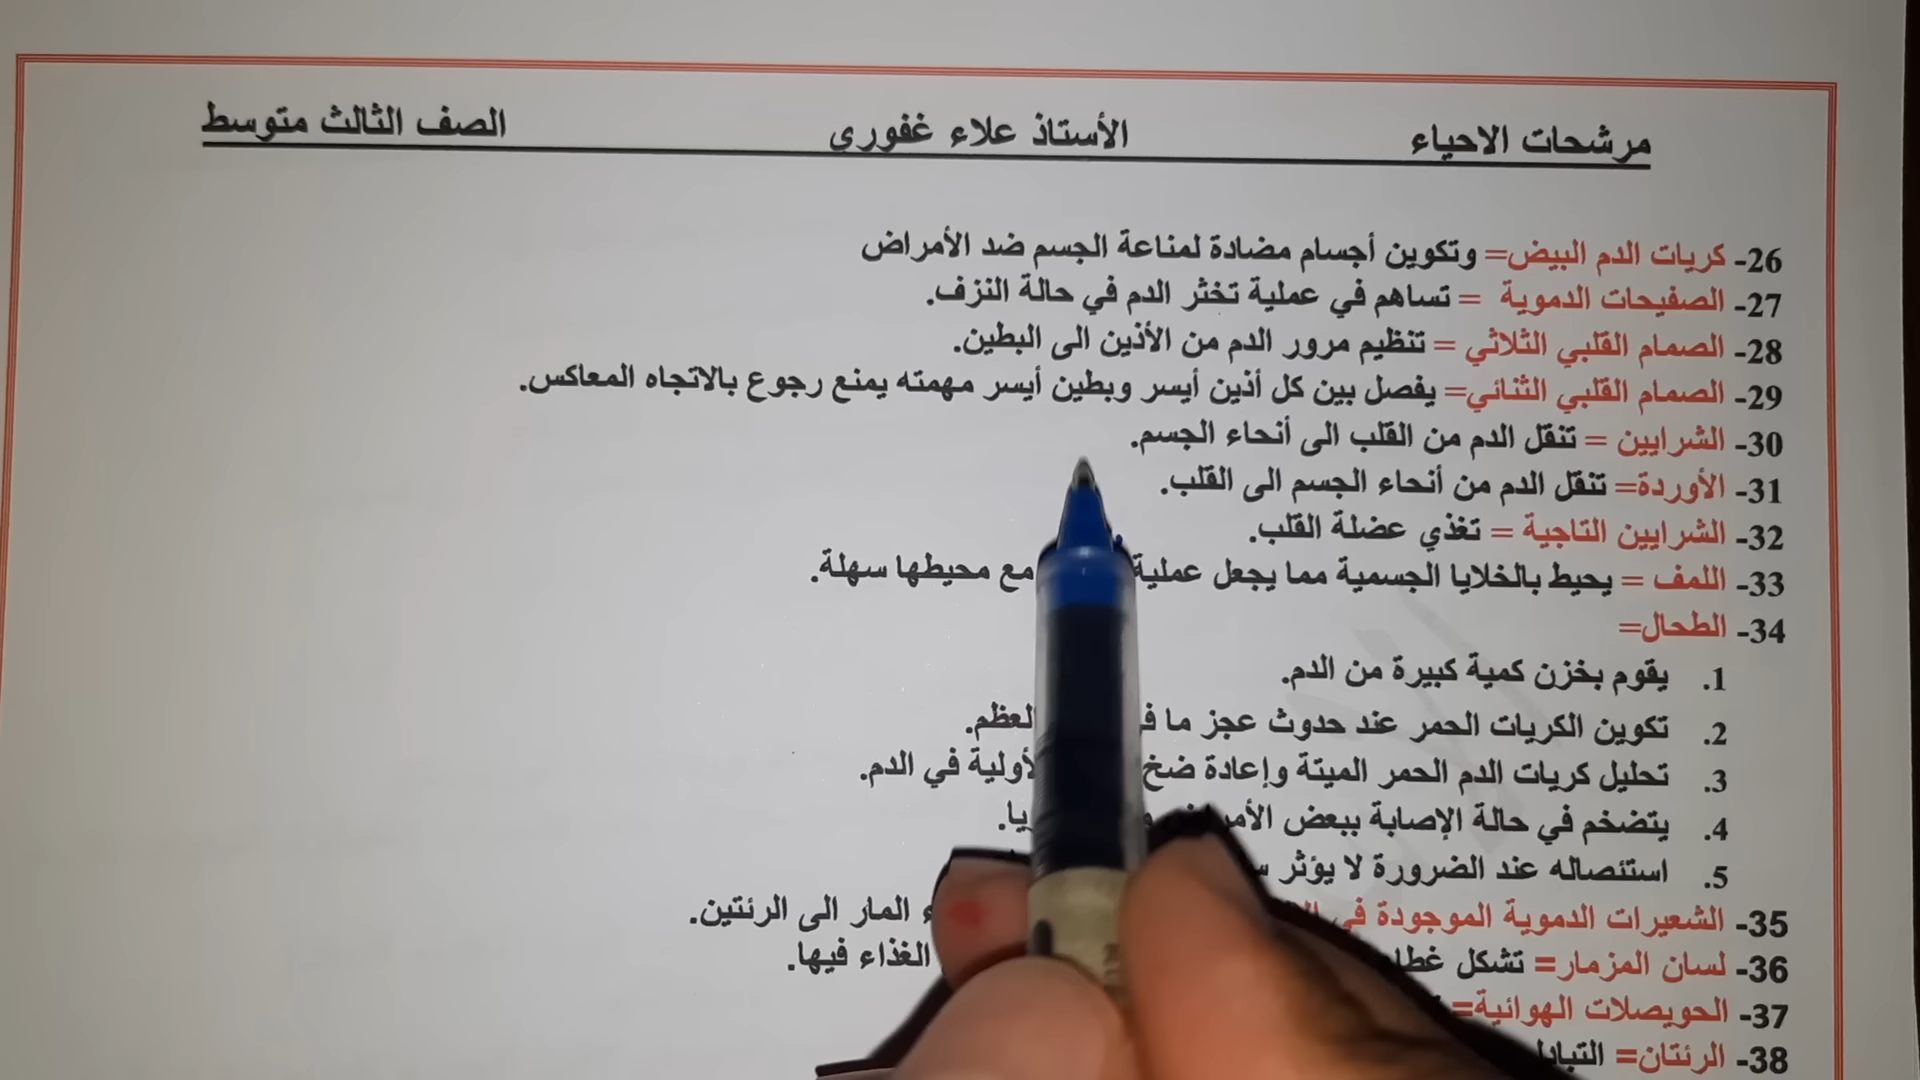 مرشحات الاحياء الأستاذ علاء غفوري الصف الثالث متوسط
26- كريات الدم البيض= وتكوين أجسام مضادة لمناعة الجسم ضد الأمراض
27- الصفيحات الدموية = تساهم في عملية تخثر الدم في حالة النزف.
28- الصمام القلبي الثلاثي = تنظيم مرور الدم من الأذين الى البطين.
29- الصمام القلبي الثنائي= يفصل بين كل أذين أيسر وبطين أيسر مهمته يمنع رجوع بالاتجاه المعاكس.
30- الشرايين = تنقل الدم من القلب الى أنحاء الجسم.
31- الأوردة= تنقل الدم من أنحاء الجسم الى القلب.
32- الشرايين التاجية = تغذي عضلة القلب.
33- اللمف = يحيط بالخلايا الجسمية مما يجعل عملية مع محيطها سهلة.
34- الطحال=
1. يقوم بخزن كمية كبيرة من الدم.
2. تكوين الكريات الحمر عند حدوث عجز ما العظم.
3. تحليل كريات الدم الحمر الميتة وإعادة ضخ الأولية في الدم.
4. يتضخم في حالة الإصابة ببعض
5. استئصاله عند الضرورة لا يؤثر
35- الشعيرات الدموية الموجودة في المار الى الرئتين.
36- لسان المزمار= تشكل الغذاء فيها.
37- الحويصلات الهوائية=
38- الرئتان=